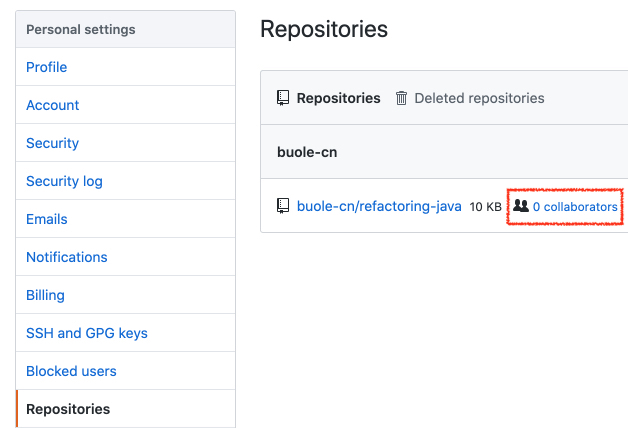 Personal settings
Profile
Account
Security
Security log
Emails
Notifications
Billing
SSH and GPG keys
Blocked users
Repositories
Repositories
Repositories Deleted repositories
buole-cn
buole-cn/refactoring-java 10 KB 0 collaborators